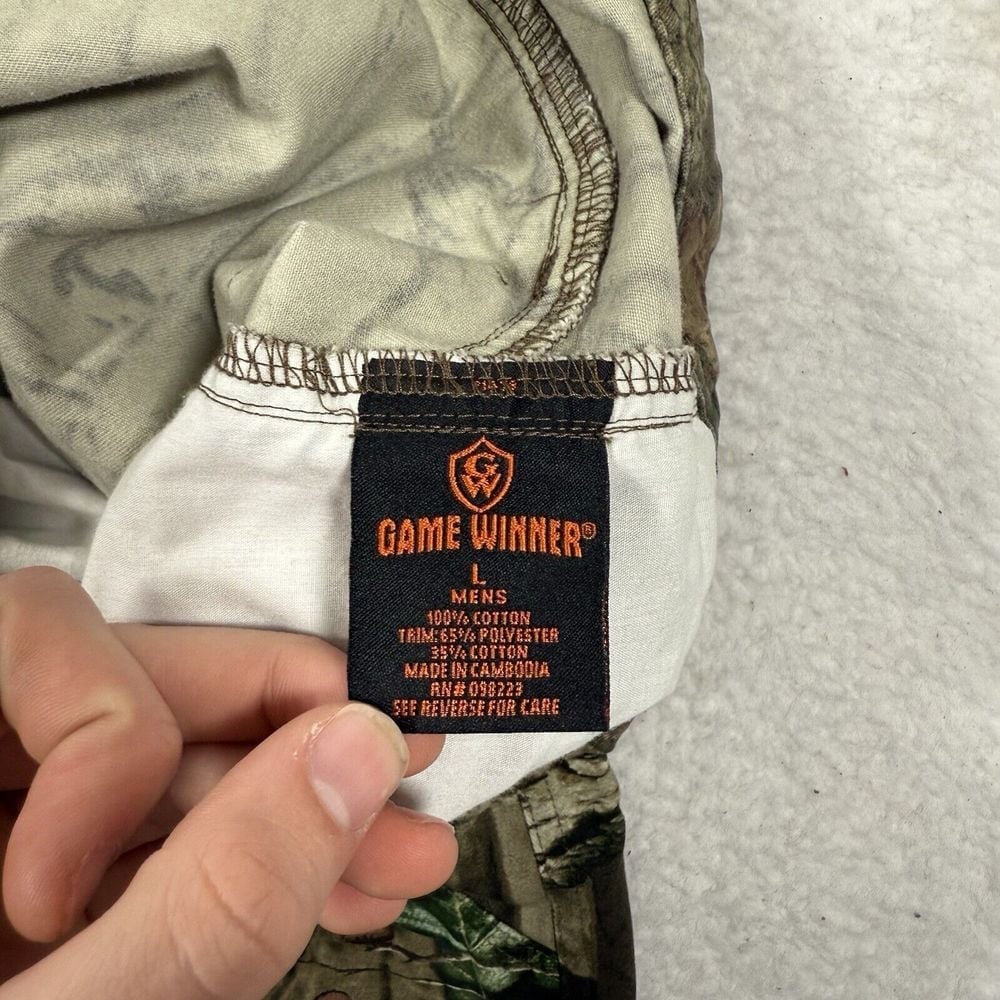 GW
GAME WINNER®
L
MENS
100% COTTON
TRIM: 65% POLYESTER
35% COTTON
MADE IN CAMBODIA
RN# 098223
SEE REVERSE FOR CARE